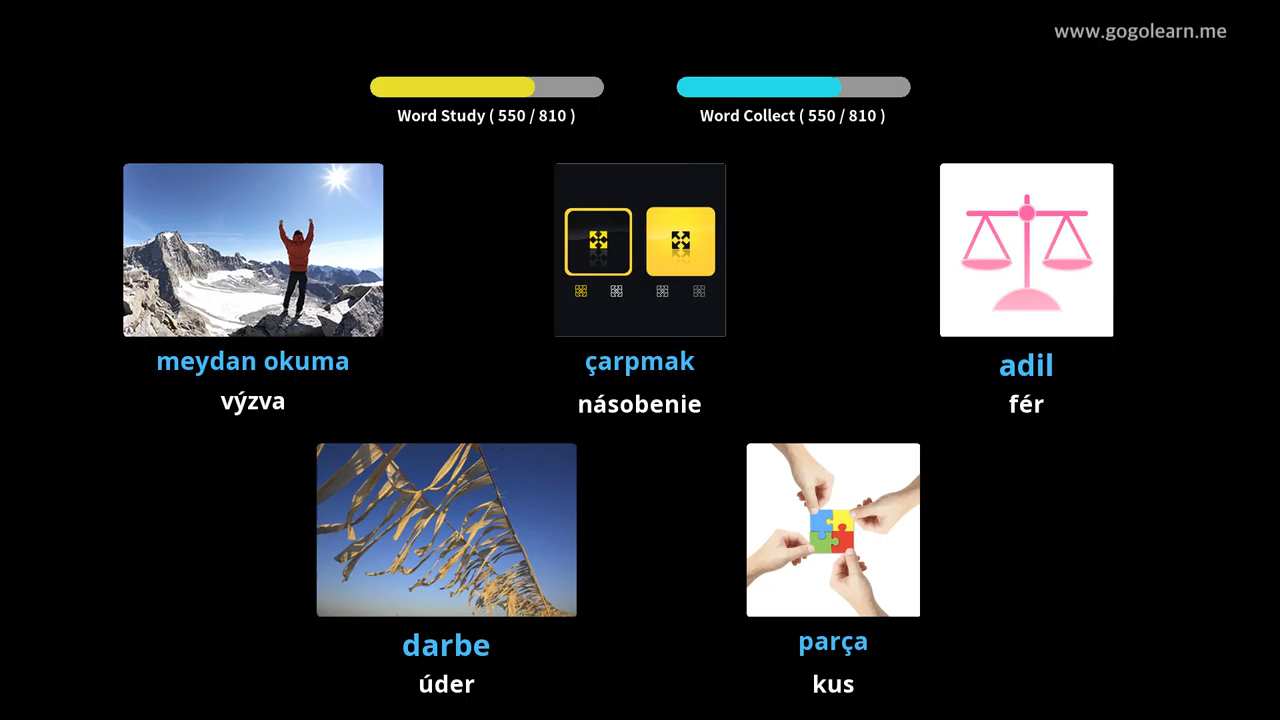 www.gogolearn.me
Word Study ( 550 / 810 )
Word Collect ( 550 / 810 )
meydan okuma
výzva
çarpmak
násobenie
adil
fér
darbe
úder
parça
kus